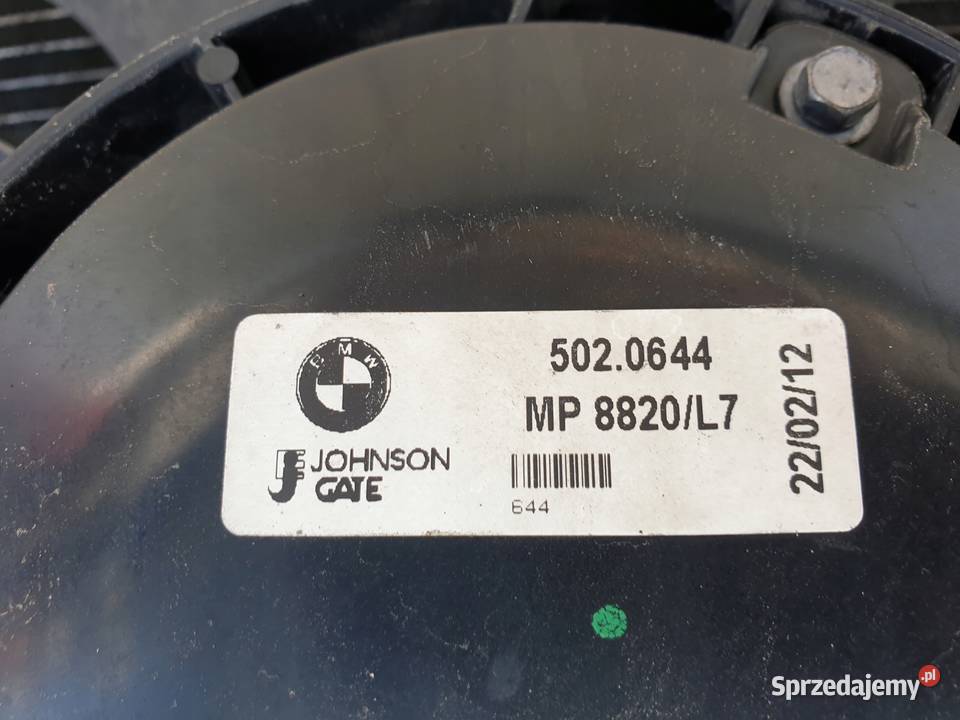 BMW
JOHNSON
GATE
502.0644
MP 8820/L7
644
22/02/12
Sprzedajemy.pl